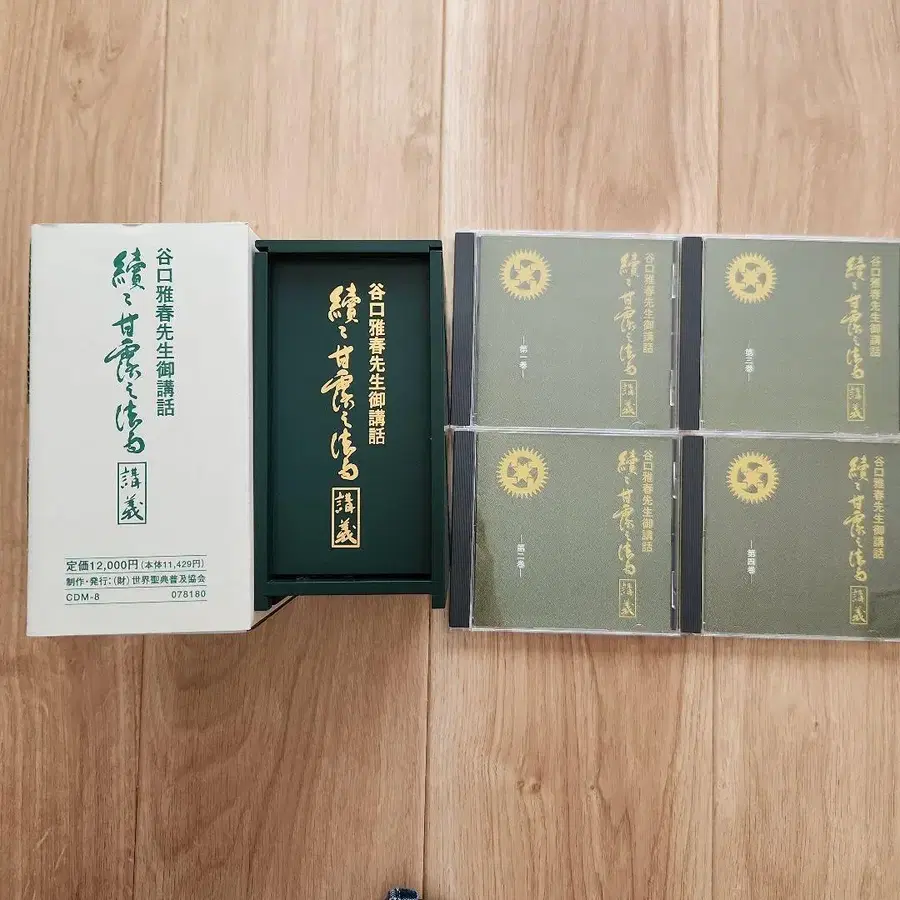 谷口雅春先生御講話
續々甘露の法雨
講義
定価12,000円(本体11,429円)
制作・発行:(財)世界聖典普及協会
CDM-8
078180
谷口雅春先生御講話
續々甘露の法雨
講義
谷口雅春先生御講話
續々甘露の法雨
講義
―第一巻―
谷口雅春先生御講話
續々甘露の法雨
講義
―第三巻―
谷口雅春先生御講話
續々甘露の法雨
講義
―第二巻―
谷口雅春先生御講話
續々甘露の法雨
講義
―第四巻―